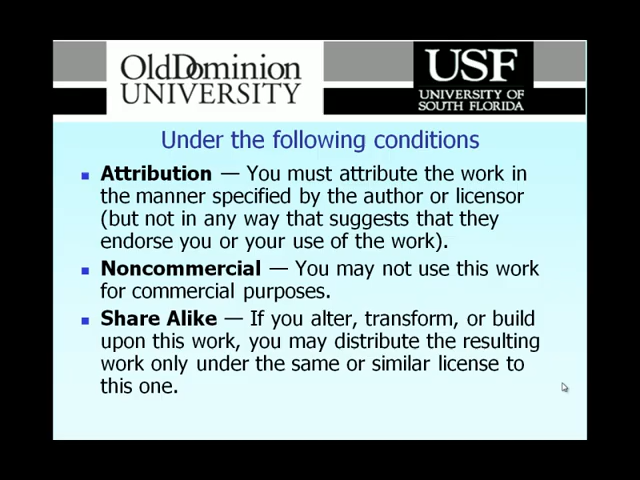 OldDominion
UNIVERSITY
USF
UNIVERSITY OF
SOUTH FLORIDA
Under the following conditions
Attribution — You must attribute the work in
the manner specified by the author or licensor
(but not in any way that suggests that they
endorse you or your use of the work).
Noncommercial — You may not use this work
for commercial purposes.
Share Alike — If you alter, transform, or build
upon this work, you may distribute the resulting
work only under the same or similar license to
this one.